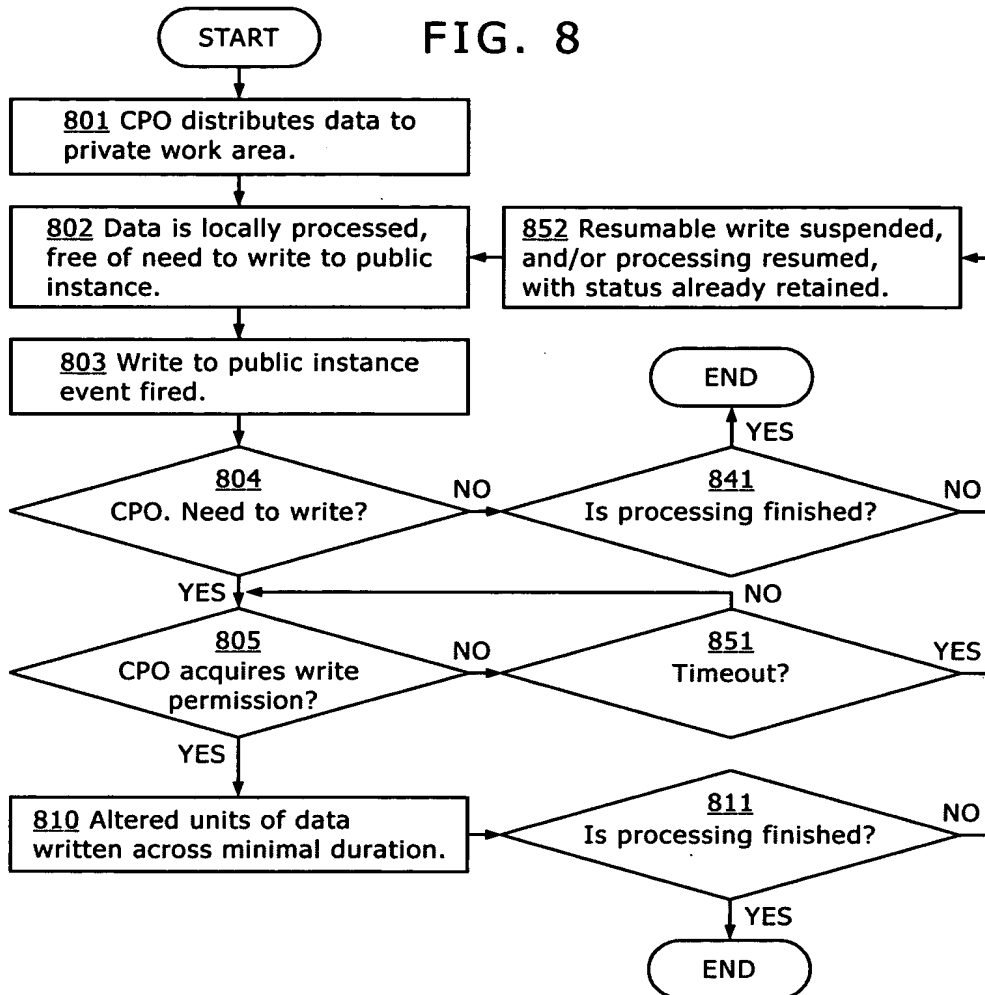 START
FIG. 8
801 CPO distributes data to
private work area.
802 Data is locally processed,
free of need to write to public
instance.
852 Resumable write suspended,
and/or processing resumed,
with status already retained.
803 Write to public instance
event fired.
END
YES
804
CPO. Need to write?
NO
841
Is processing finished?
NO
YES
NO
805
CPO acquires write
permission?
NO
851
Timeout?
YES
YES
810 Altered units of data
written across minimal duration.
811
Is processing finished?
NO
YES
END